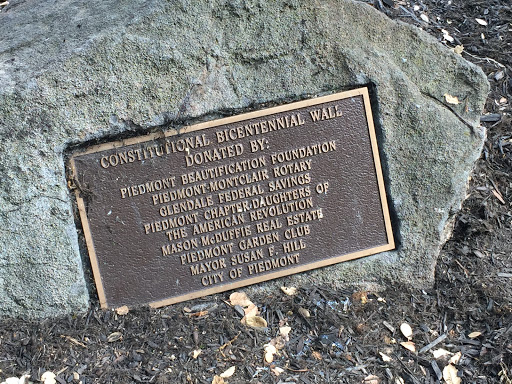 CONSTITUTIONAL BICENTENNIAL WALL
DONATED BY:
PIEDMONT BEAUTIFICATION FOUNDATION
PIEDMONT-MONTCLAIR ROTARY
GLENDALE FEDERAL SAVINGS
PIEDMONT CHAPTER-DAUGHTERS OF
THE AMERICAN REVOLUTION
MASON-MCDUFFIE REAL ESTATE
PIEDMONT GARDEN CLUB
MAYOR SUSAN F. HILL
CITY OF PIEDMONT